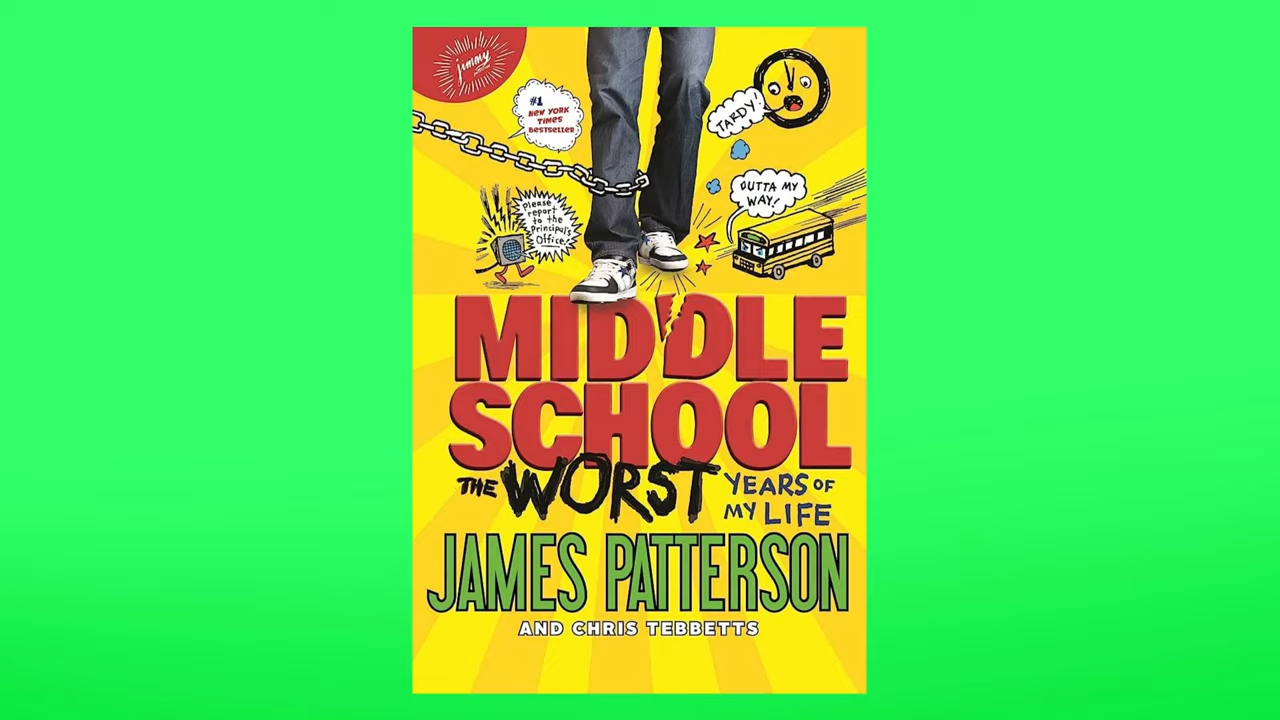 jimmy
#1
NEW YORK
TIMES
BESTSELLER
TARDY!
OUTTA MY
WAY!
Please
report
to the
Principal's
Office!
MIDDLE
SCHOOL
THE WORST YEARS OF
MY LIFE
JAMES PATTERSON
AND CHRIS TEBBETTS